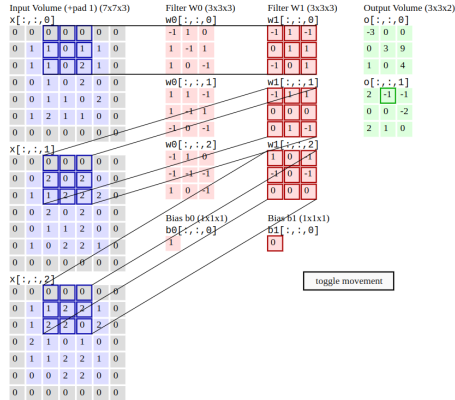 Input Volume (+pad 1) (7x7x3)
x[:,:,0]
0 0 0 0 0 0 0
0 1 1 0 1 1 0
0 1 1 0 2 1 0
0 0 1 0 2 0 0
0 0 1 1 0 2 0
0 1 2 1 1 0 0
0 0 0 0 0 0 0
x[:,:,1]
0 0 0 0 0 0 0
0 0 2 0 2 0 0
0 1 1 2 2 2 0
0 0 2 0 2 0 0
0 0 1 1 2 0 0
0 1 0 2 2 1 0
0 0 0 0 0 0 0
x[:,:,2]
0 0 0 0 0 0 0
0 1 1 2 2 1 0
0 1 2 2 0 2 0
0 2 1 0 1 0 0
0 1 1 2 2 1 0
0 0 0 2 2 0 0
0 0 0 0 0 0 0
Filter W0 (3x3x3)
w0[:,:,0]
-1 1 0
1 -1 1
1 0 -1
w0[:,:,1]
1 1 -1
1 -1 1
-1 0 -1
w0[:,:,2]
-1 1 0
-1 -1 -1
1 0 -1
Bias b0 (1x1x1)
b0[:,:,0]
1
Filter W1 (3x3x3)
w1[:,:,0]
-1 1 -1
0 1 1
-1 0 1
w1[:,:,1]
-1 1 1
0 0 0
0 1 -1
w1[:,:,2]
1 0
-1 0 -1
0 0 0
Bias b1 (1x1x1)
b1[:,:,0]
0
Output Volume (3x3x2)
o[:,:,0]
-3 0 0
0 3 9
1 0 4
o[:,:,1]
2 -1 -1
0 0 -2
2 1 0
toggle movement